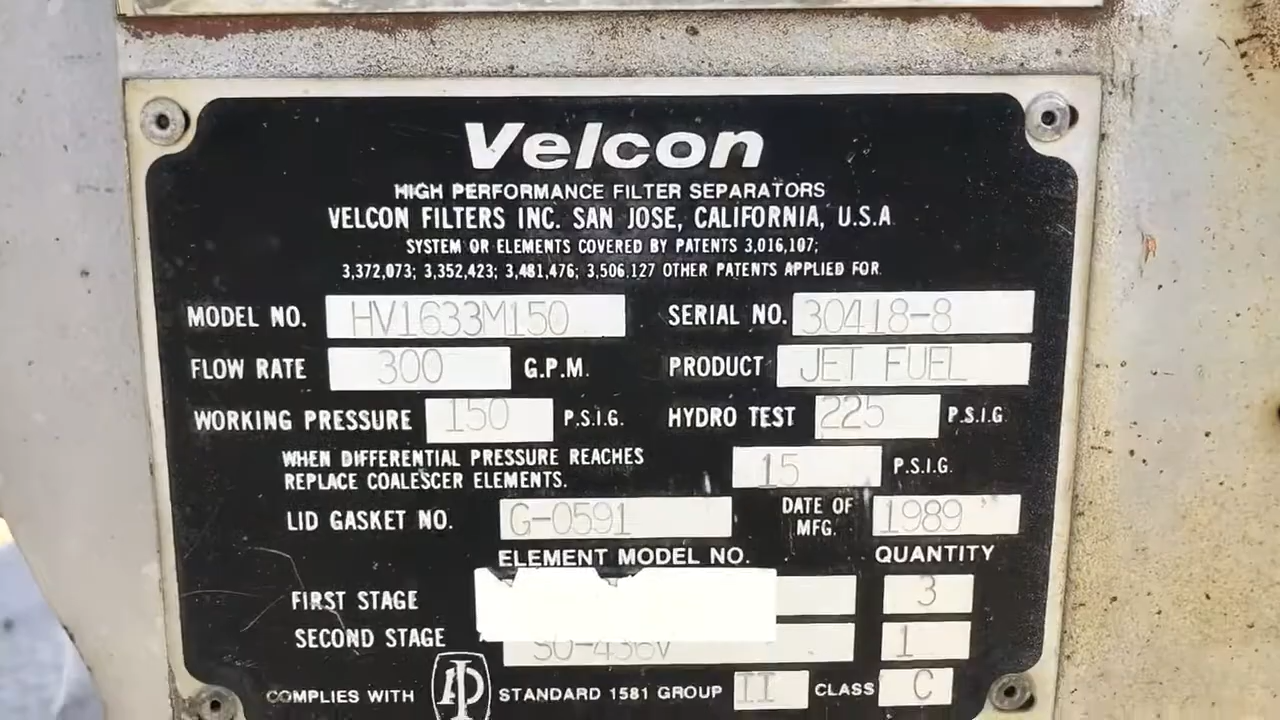 Velcon
HIGH PERFORMANCE FILTER SEPARATORS
VELCON FILTERS INC. SAN JOSE, CALIFORNIA, U.S.A
SYSTEM OR ELEMENTS COVERED BY PATENTS 3,016,107;
3,372,073; 3,352,423; 3,481,476; 3,506,127 OTHER PATENTS APPLIED FOR
MODEL NO. HV1633M150 SERIAL NO. 30418-8
FLOW RATE 300 G.P.M. PRODUCT JET FUEL
WORKING PRESSURE 150 P.S.I.G. HYDRO TEST 225 P.S.I.G
WHEN DIFFERENTIAL PRESSURE REACHES
REPLACE COALESCER ELEMENTS. 15 P.S.I.G.
LID GASKET NO. G-0591 DATE OF MFG. 1989
ELEMENT MODEL NO. QUANTITY
FIRST STAGE 3
SECOND STAGE 1
COMPLIES WITH API STANDARD 1581 GROUP II CLASS C